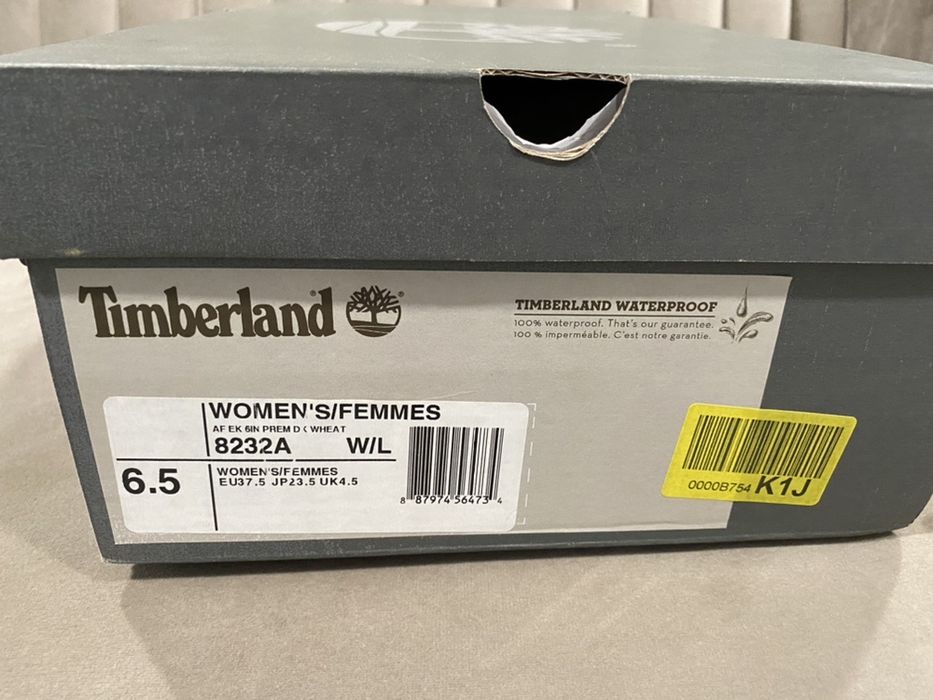 Timberland
TIMBERLAND WATERPROOF
100% waterproof. That's our guarantee.
100 % imperméable. C'est notre garantie.
WOMEN'S/FEMMES
AF EK 6IN PREM DK WHEAT
8232A W/L
6.5
WOMEN'S/FEMMES
EU37.5 JP23.5 UK4.5
8 87974 56473 4
0000B754 K1J